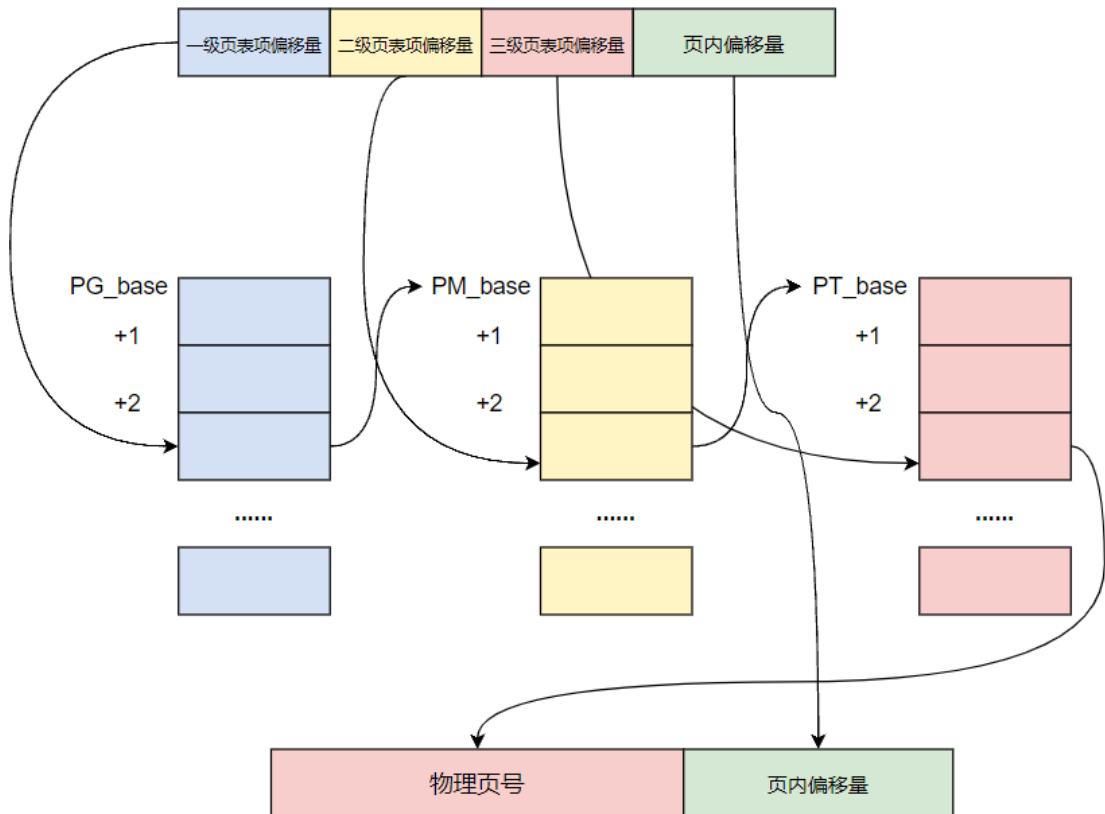 一级页表项偏移量 二级页表项偏移量 三级页表项偏移量 页内偏移量
PG_base PM_base PT_base
+1 +1 +1
+2 +2 +2
...... ...... ......
物理页号 页内偏移量